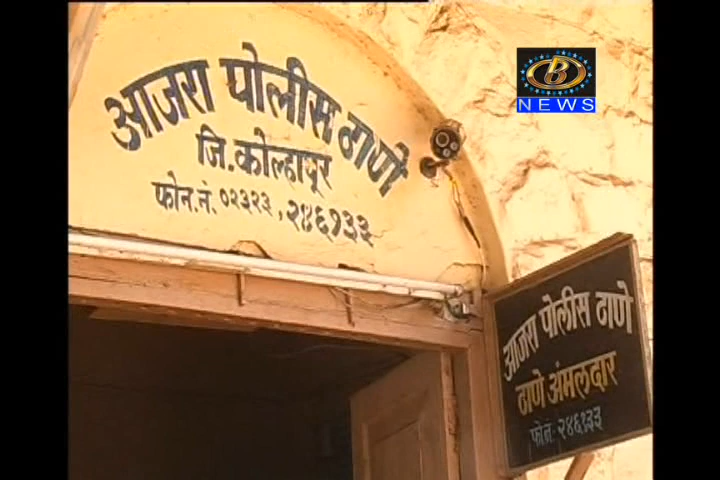 आजरा पोलीस ठाणे
जि.कोल्हापूर
फोन.नं. ०२३२३, २४६१३३
B
NEWS
आजरा पोलीस ठाणे
ठाणे अंमलदार
फोनं- २४६१३३